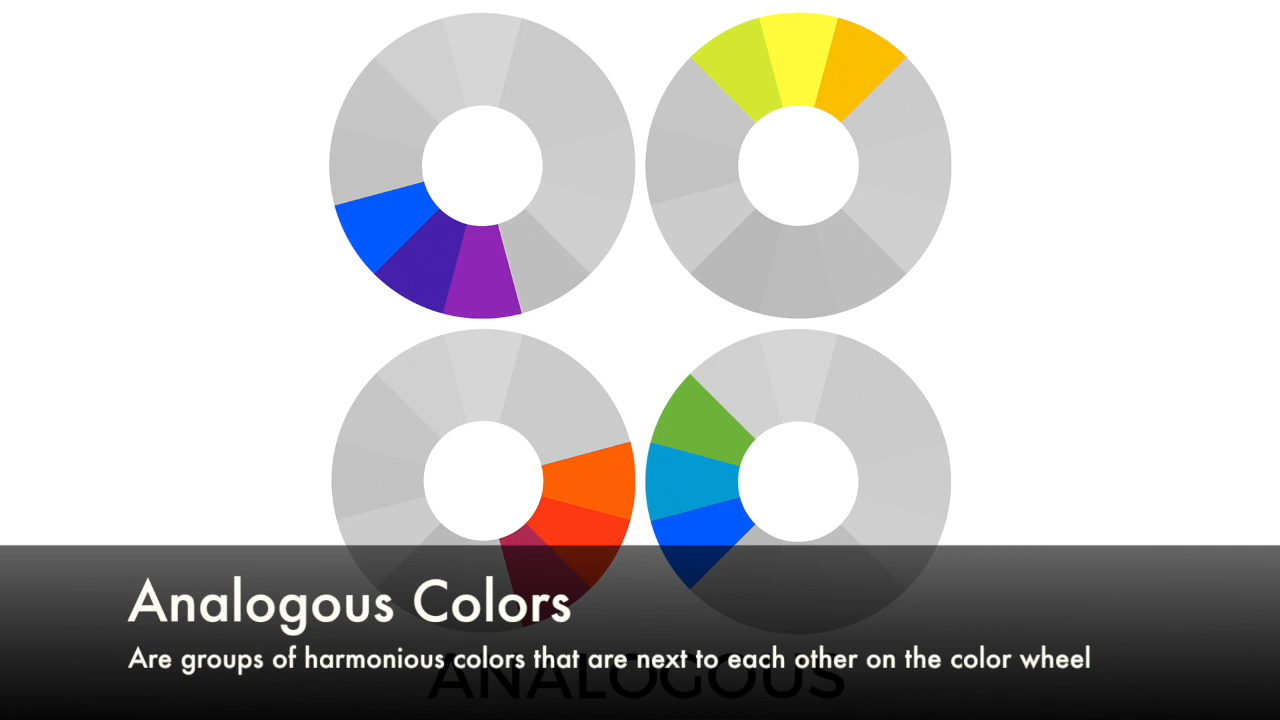 Analogous Colors
Are groups of harmonious colors that are next to each other on the color wheel
ANALOGOUS